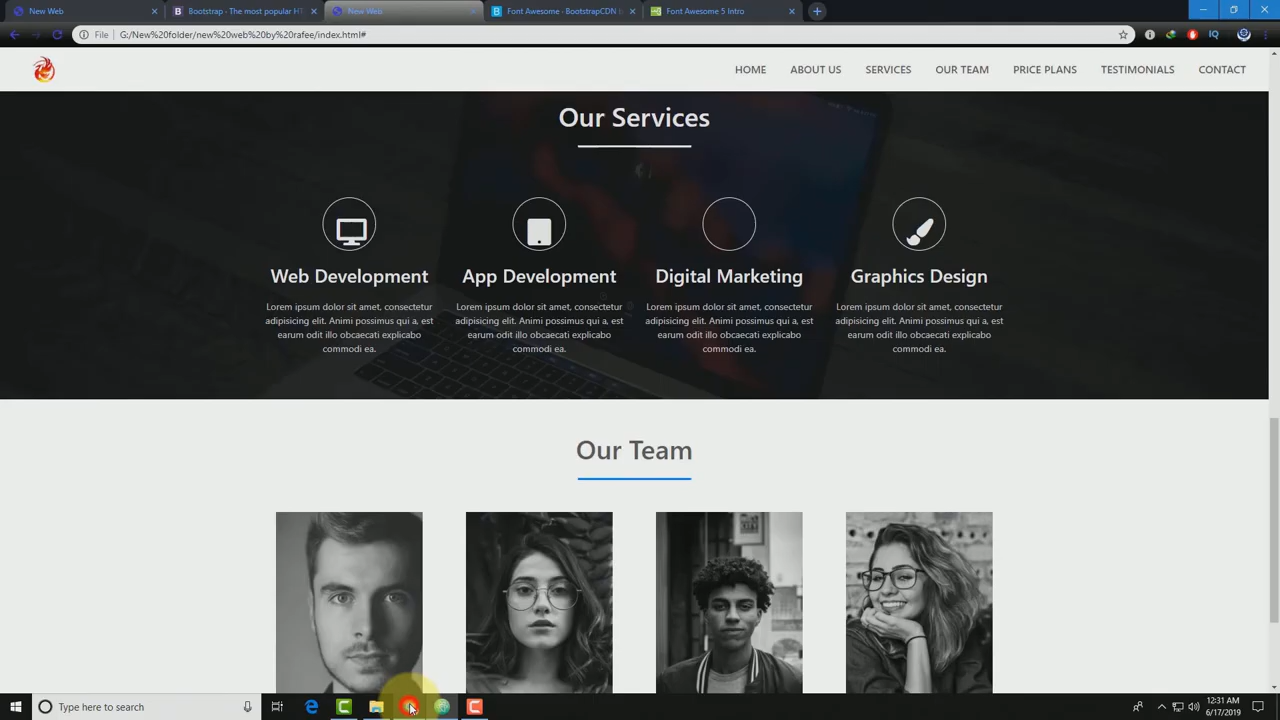 New Web
Bootstrap - The most popular HT
New Web
Font Awesome · BootstrapCDN b
Font Awesome 5 Intro
File
G:/New%20folder/new%20web%20by%20rafee/index.html#
IQ
HOME
ABOUT US
SERVICES
OUR TEAM
PRICE PLANS
TESTIMONIALS
CONTACT
Our Services
Web Development
App Development
Digital Marketing
Graphics Design
Lorem ipsum dolor sit amet, consectetur
adipisicing elit. Animi possimus qui a, est
earum odit illo obcaecati explicabo
commodi ea.
Lorem ipsum dolor sit amet, consectetur
adipisicing elit. Animi possimus qui a, est
earum odit illo obcaecati explicabo
commodi ea.
Lorem ipsum dolor sit amet, consectetur
adipisicing elit. Animi possimus qui a, est
earum odit illo obcaecati explicabo
commodi ea.
Lorem ipsum dolor sit amet, consectetur
adipisicing elit. Animi possimus qui a, est
earum odit illo obcaecati explicabo
commodi ea.
Our Team
Type here to search
12:31 AM
6/17/2019